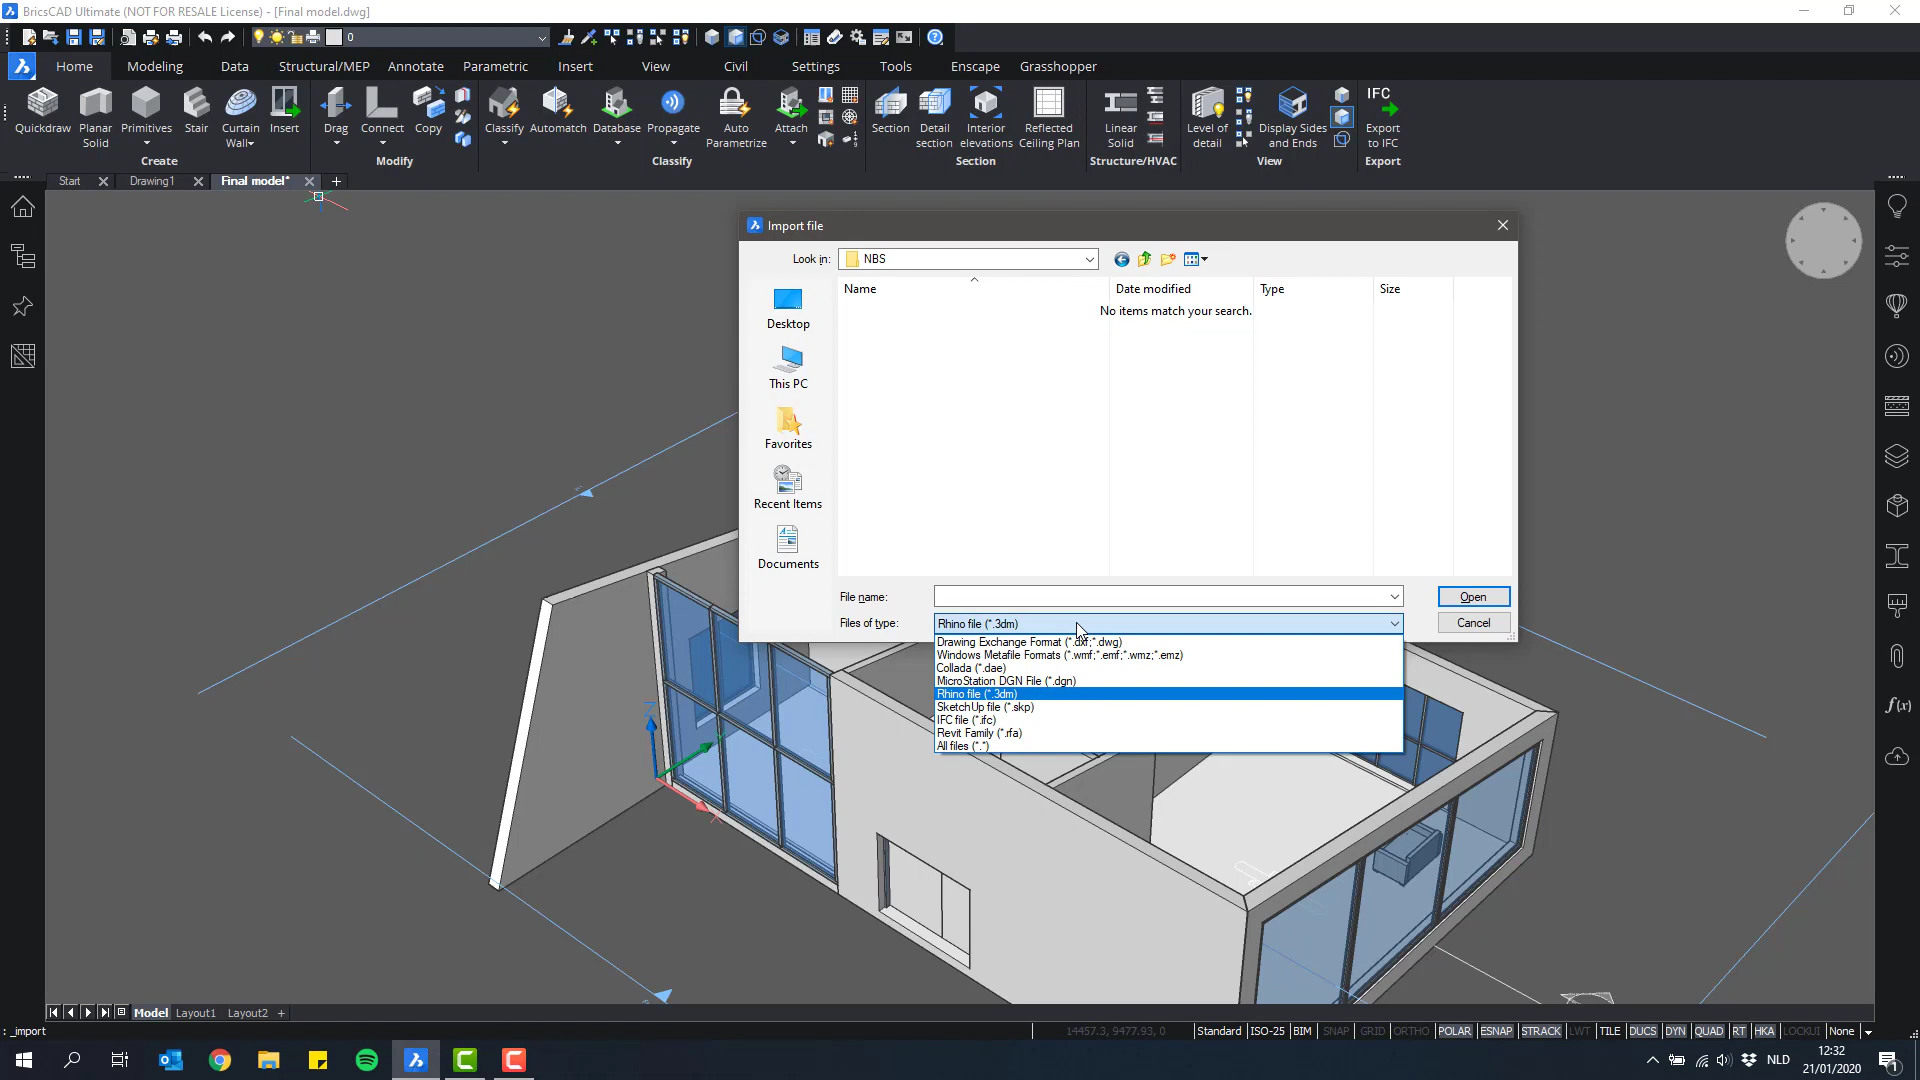 BricsCAD Ultimate (NOT FOR RESALE License) - [Final model.dwg]
0
Home Modeling Data Structural/MEP Annotate Parametric Insert View Civil Settings Tools Enscape Grasshopper
Quickdraw Planar Solid Primitives Stair Curtain Wall Insert
Drag Connect Copy
Classify Automatch Database Propagate Auto Parametrize Attach
Section Detail section Interior elevations Reflected Ceiling Plan
Linear Solid
Level of detail Display Sides and Ends
IFC Export to IFC
Create Modify Classify Section Structure/HVAC View Export
Start Drawing1 Final model*
Import file
Look in: NBS
Name Date modified Type Size
No items match your search.
Desktop
This PC
Favorites
Recent Items
Documents
File name: Open
Files of type: Rhino file (*.3dm) Cancel
Drawing Exchange Format (*.dxf;*.dwg)
Windows Metafile Formats (*.wmf;*.emf;*.wmz;*.emz)
Collada (*.dae)
MicroStation DGN File (*.dgn)
Rhino file (*.3dm)
SketchUp file (*.skp)
IFC file (*.ifc)
Revit Family (*.rfa)
All files (*.*)
Z
Y
X
f(x)
Model Layout1 Layout2 +
: _import
14457.3, 9477.93, 0 Standard ISO-25 BIM SNAP GRID ORTHO POLAR ESNAP STRACK LWT TILE DUCS DYN QUAD RT HKA LOCKUI None
NLD
12:32
21/01/2020
1